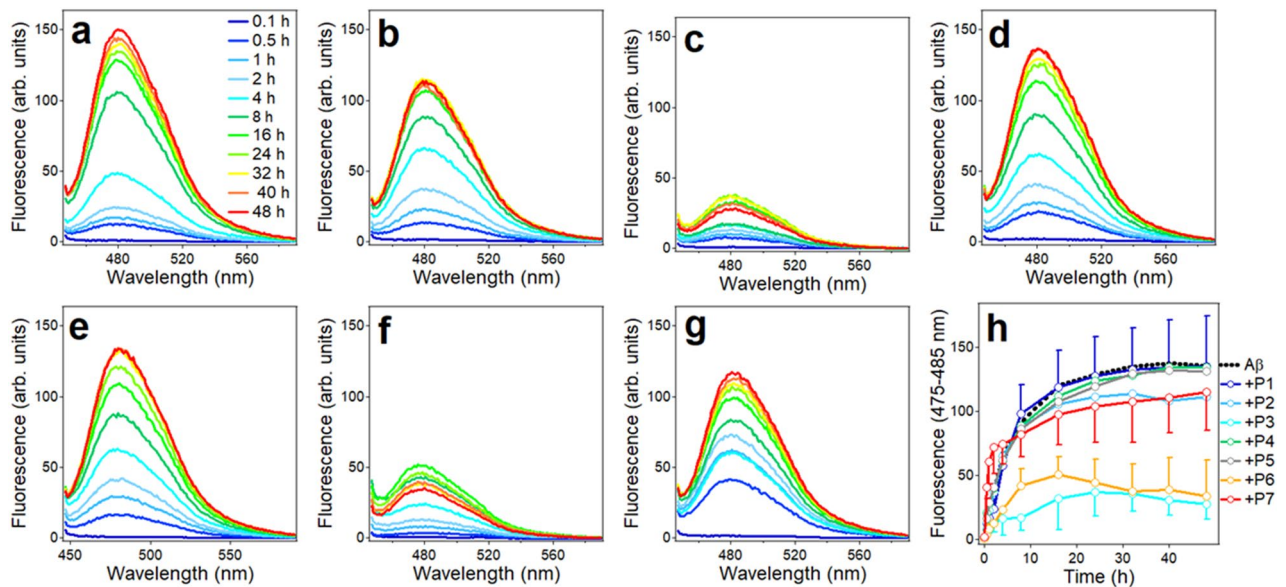 a
Fluorescence (arb. units)
150
100
50
0
480
520
560
Wavelength (nm)
0.1 h
0.5 h
1 h
2 h
4 h
8 h
16 h
24 h
32 h
40 h
48 h
b
Fluorescence (arb. units)
150
100
50
0
480
520
560
Wavelength (nm)
c
Fluorescence (arb. units)
150
100
50
0
480
520
560
Wavelength (nm)
d
Fluorescence (arb. units)
150
100
50
0
480
520
560
Wavelength (nm)
e
Fluorescence (arb. units)
150
100
50
0
450
500
550
Wavelength (nm)
f
Fluorescence (arb. units)
150
100
50
0
480
520
560
Wavelength (nm)
g
Fluorescence (arb. units)
150
100
50
0
480
520
560
Wavelength (nm)
h
Fluorescence (475-485 nm)
150
100
50
0
0
10
20
30
40
Time (h)
Aβ
+P1
+P2
+P3
+P4
+P5
+P6
+P7